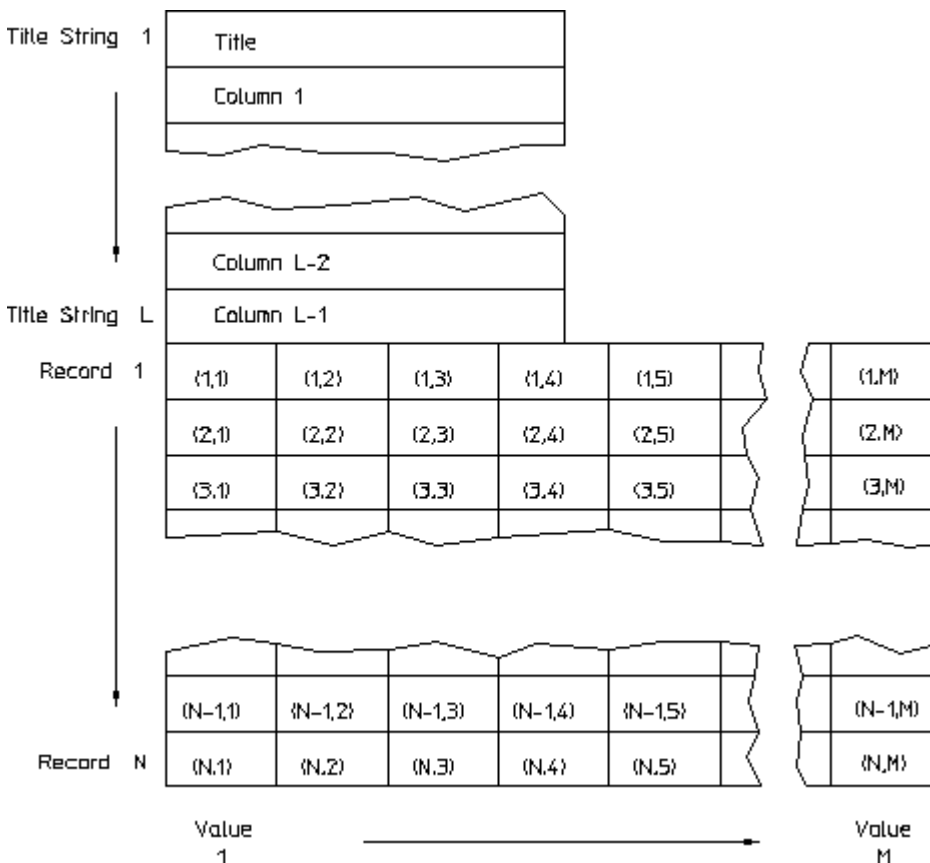 Title String 1 Title
Column 1
Column L-2
Title String L Column L-1
Record 1 (1,1) (1,2) (1,3) (1,4) (1,5) (1.M)
(2,1) (2,2) (2,3) (2,4) (2,5) (2.M)
(3.1) (3.2) (3.3) (3.4) (3.5) (3,M)
(N-1,1) (N-1,2) (N-1,3) (N-1,4) (N-1,5) (N-1,M)
Record N (N.1) (N.2) (N.3) (N.4) (N.5) (N,M)
Value Value
1 M